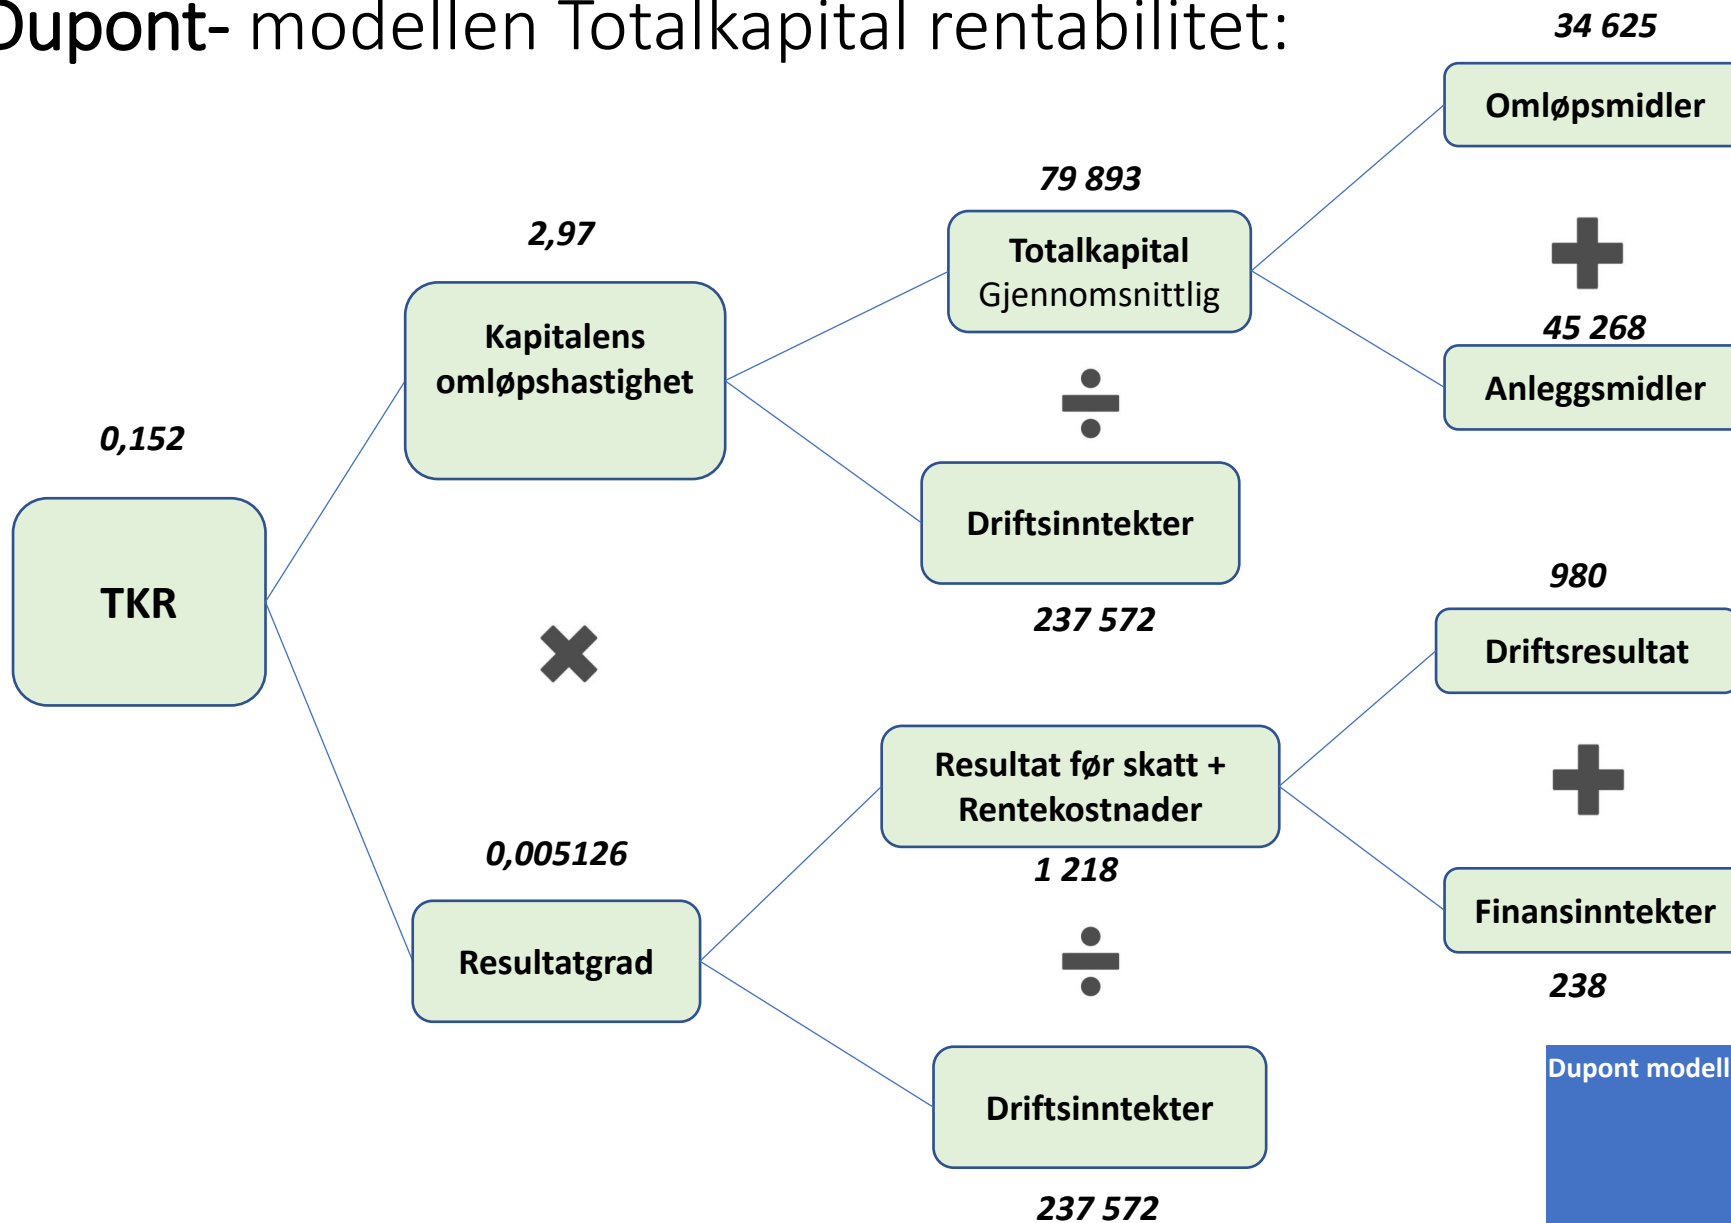 Dupont- modellen Totalkapital rentabilitet:
34 625
Omløpsmidler
79 893
Totalkapital
Gjennomsnittlig
2,97
Kapitalens
omløpshastighet
45 268
Anleggsmidler
0,152
TKR
Driftsinntekter
237 572
980
Driftsresultat
Resultat før skatt +
Rentekostnader
1 218
0,005126
Resultatgrad
Finansinntekter
238
Driftsinntekter
237 572
Dupont modell